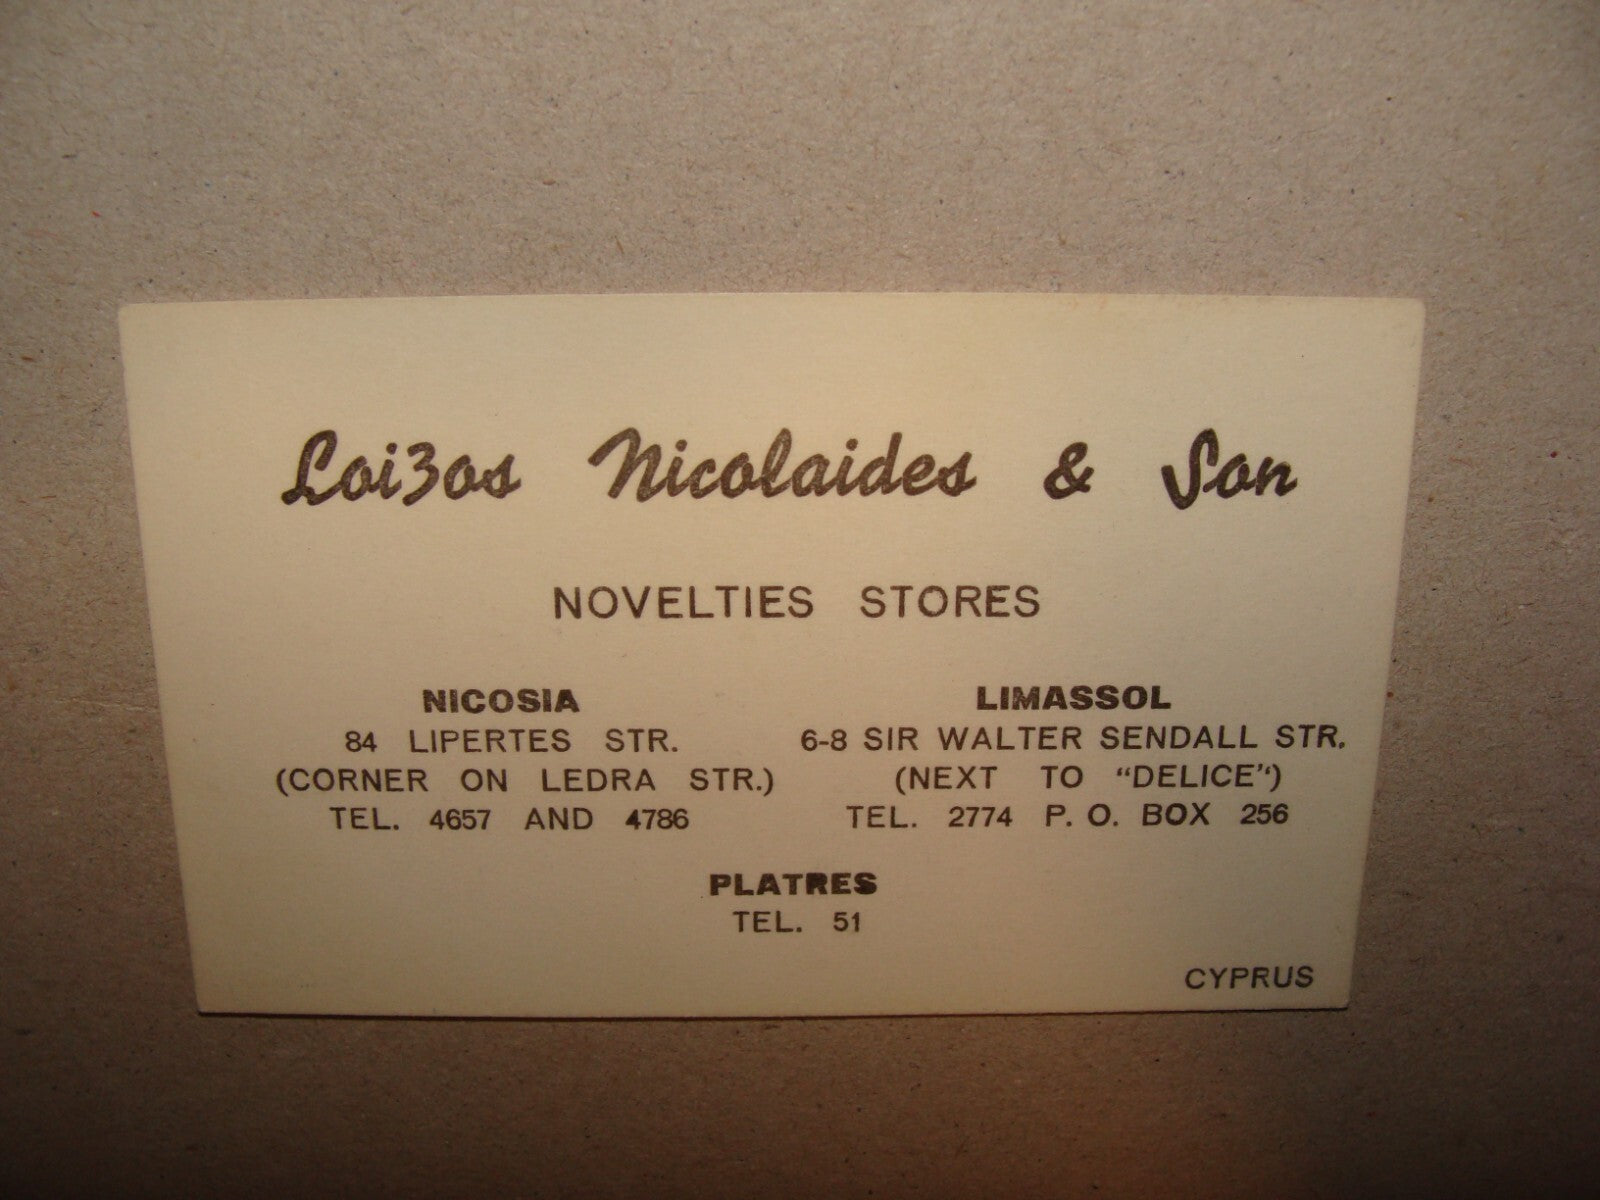 Loizos Nicolaides & Son
NOVELTIES STORES
NICOSIA
84 LIPERTES STR.
(CORNER ON LEDRA STR.)
TEL. 4657 AND 4786
LIMASSOL
6-8 SIR WALTER SENDALL STR.
(NEXT TO "DELICE")
TEL. 2774 P. O. BOX 256
PLATRES
TEL. 51
CYPRUS